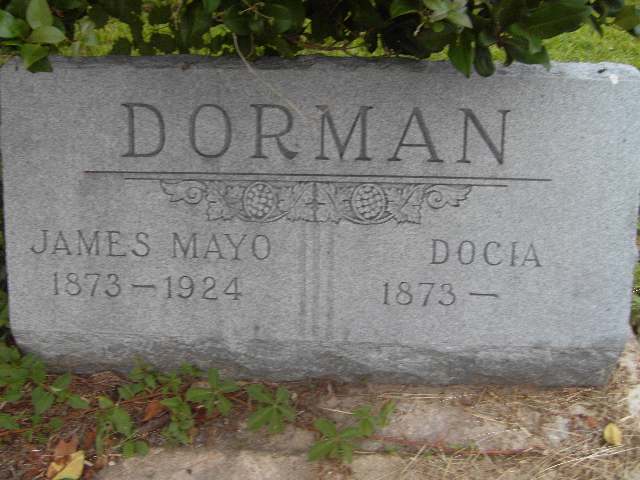 DORMAN
JAMES MAYO
1873 – 1924
DOCIA
1873 –